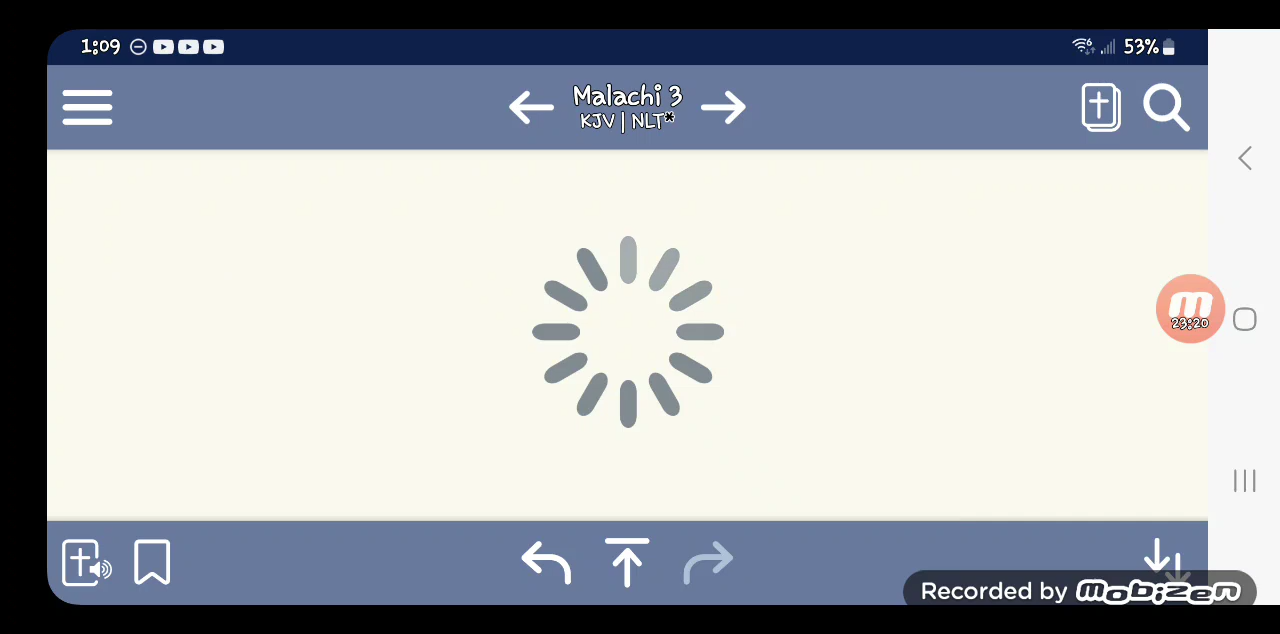 1:09
53%
Malachi 3
KJV | NLT*
23:20
Recorded by mobizen